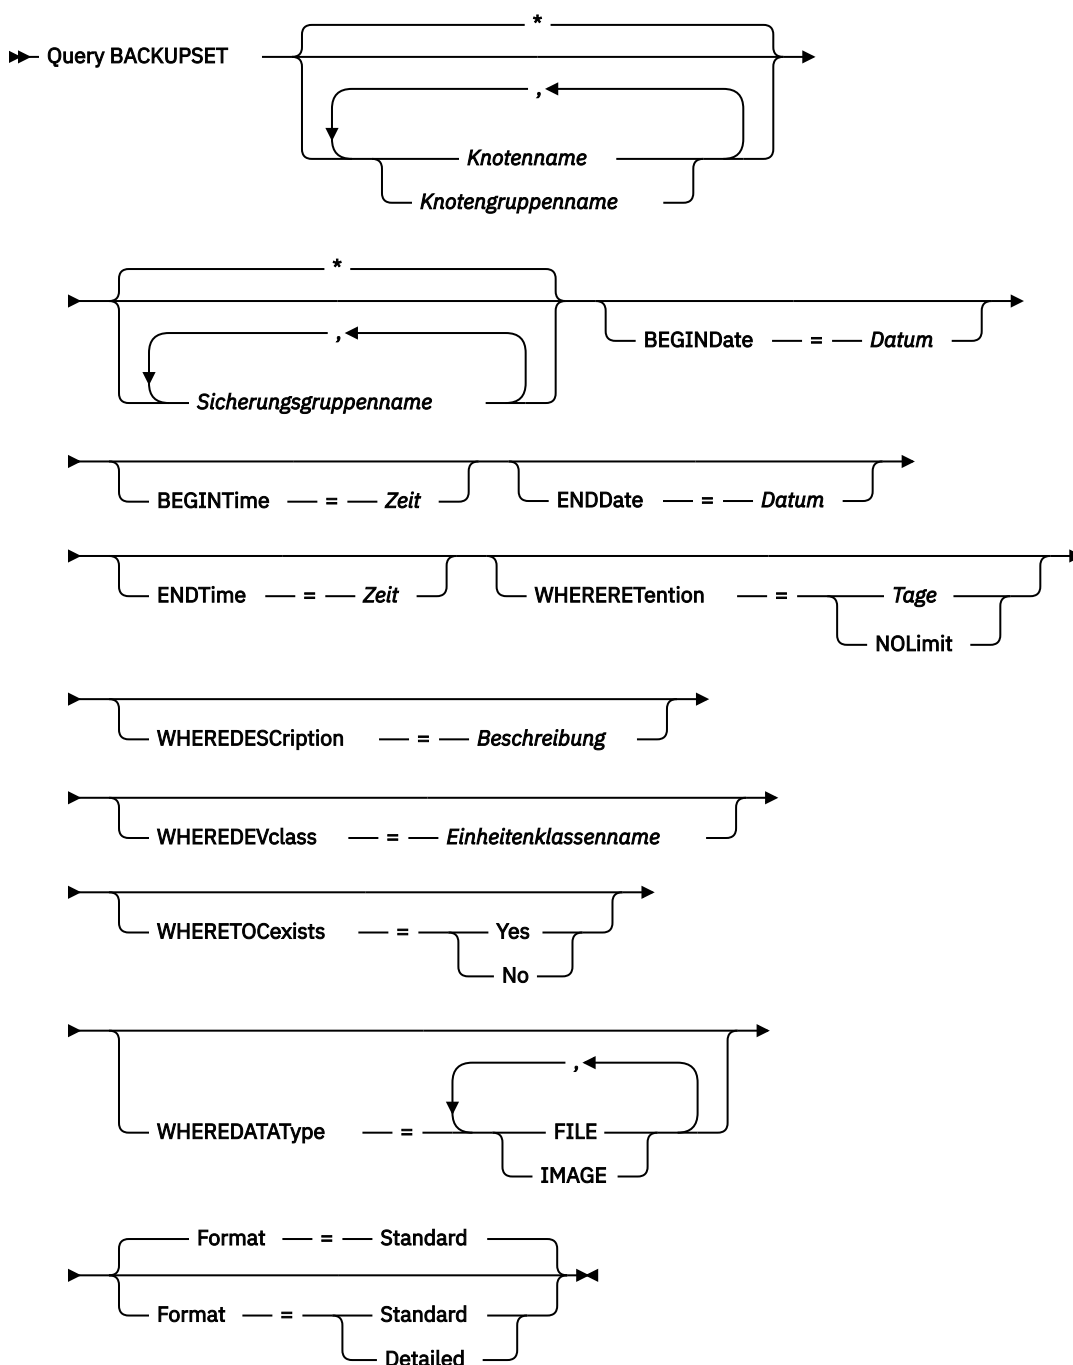 *
Query BACKUPSET
,
Knotenname
Knotengruppenname
*
,
BEGINDate = Datum
Sicherungsgruppenname
BEGINTime = Zeit ENDDate = Datum
ENDTime = Zeit WHERERETention = Tage
NOLimit
WHEREDESCription = Beschreibung
WHEREDEVclass = Einheitenklassenname
WHERETOCexists = Yes
No
,
WHEREDATAType = FILE
IMAGE
Format = Standard
Format = Standard
Detailed